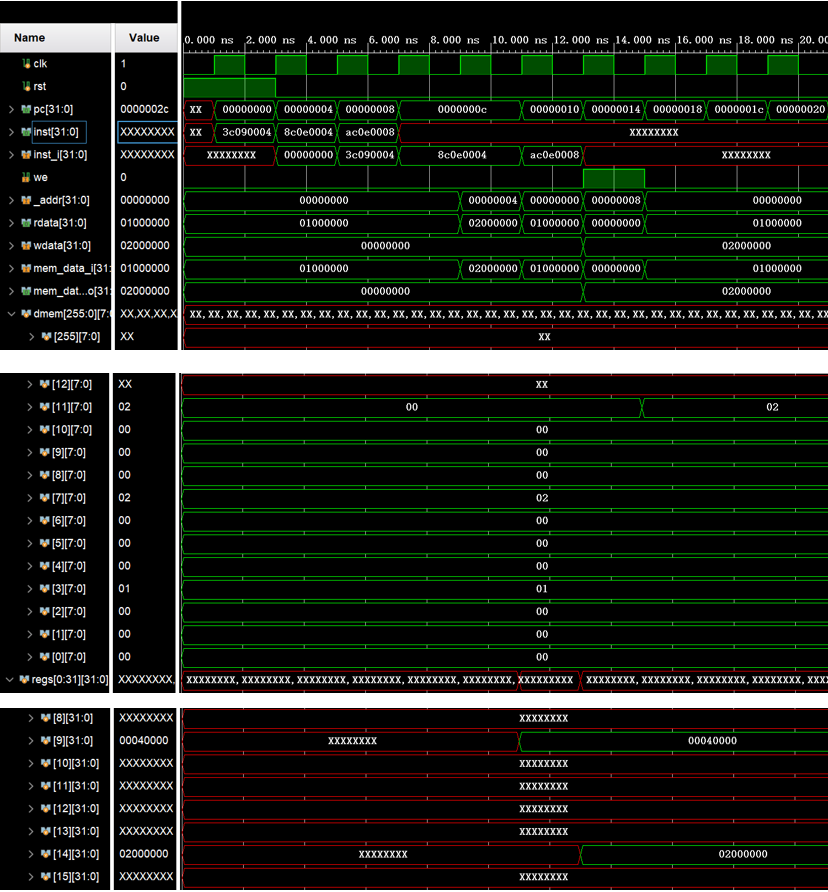 Name Value 0.000 ns 2.000 ns 4.000 ns 6.000 ns 8.000 ns 10.000 ns 12.000 ns 14.000 ns 16.000 ns 18.000 ns 20.00
clk 1
rst 0
pc[31:0] 0000002c XX 00000000 00000004 00000008 0000000c 00000010 00000014 00000018 0000001c 00000020
inst[31:0] XXXXXXXX XX 3c090004 8c0e0004 ac0e0008 XXXXXXXX
inst_i[31:0] XXXXXXXX XXXXXXXX 00000000 3c090004 8c0e0004 ac0e0008 XXXXXXXX
we 0
_addr[31:0] 00000000 00000000 00000004 00000000 00000008 00000000
rdata[31:0] 01000000 01000000 02000000 01000000 00000000 01000000
wdata[31:0] 02000000 00000000 02000000
mem_data_i[31: 01000000 01000000 02000000 01000000 00000000 01000000
mem_dat...o[31: 02000000 00000000 02000000
dmem[255:0][7:0 XX,XX,XX,X XX,XX,XX,XX,XX,XX,XX,XX,XX,XX,XX,XX,XX,XX,XX,XX,XX,XX,XX,XX,XX,XX,XX,XX,XX,XX,XX,XX,XX,XX,XX,XX,XX,XX,XX
[255][7:0] XX XX
[12][7:0] XX XX
[11][7:0] 02 00 02
[10][7:0] 00 00
[9][7:0] 00 00
[8][7:0] 00 00
[7][7:0] 02 02
[6][7:0] 00 00
[5][7:0] 00 00
[4][7:0] 00 00
[3][7:0] 01 01
[2][7:0] 00 00
[1][7:0] 00 00
[0][7:0] 00 00
regs[0:31][31:0] XXXXXXXX, XXXXXXXX,XXXXXXXX,XXXXXXXX,XXXXXXXX,XXXXXXXX,XXXXXXXX,XXXXXXXXX XXXXXXXX,XXXXXXXX,XXXXXXXX,XXXXXXXX,XXXX
[8][31:0] XXXXXXXX XXXXXXXX
[9][31:0] 00040000 XXXXXXXX 00040000
[10][31:0] XXXXXXXX XXXXXXXX
[11][31:0] XXXXXXXX XXXXXXXX
[12][31:0] XXXXXXXX XXXXXXXX
[13][31:0] XXXXXXXX XXXXXXXX
[14][31:0] 02000000 XXXXXXXX 02000000
[15][31:0] XXXXXXXX XXXXXXXX